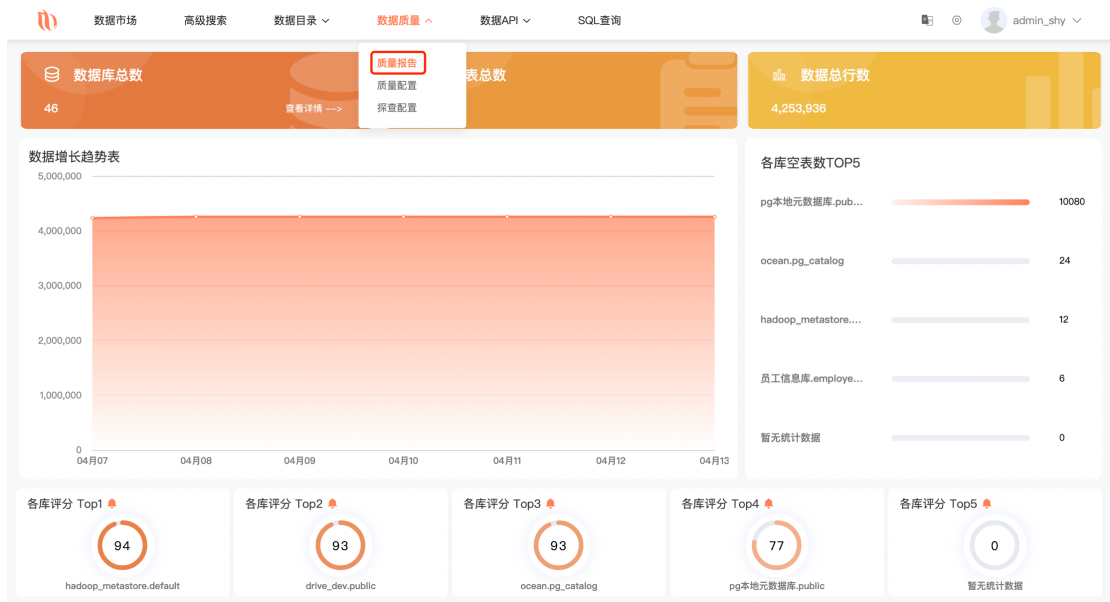 数据市场 高级搜索 数据目录 数据质量 数据API SQL查询 admin_shy
质量报告
质量配置
探查配置
数据库总数
46 查看详情 -->
表总数
数据总行数
4,253,936
数据增长趋势表
5,000,000
4,000,000
3,000,000
2,000,000
1,000,000
0
04月07 04月08 04月09 04月10 04月11 04月12 04月13
各库空表数TOP5
pg本地元数据库.pub... 10080
ocean.pg_catalog 24
hadoop_metastore.... 12
员工信息库.employe... 6
暂无统计数据 0
各库评分 Top1
94
hadoop_metastore.default
各库评分 Top2
93
drive_dev.public
各库评分 Top3
93
ocean.pg_catalog
各库评分 Top4
77
pg本地元数据库.public
各库评分 Top5
0
暂无统计数据